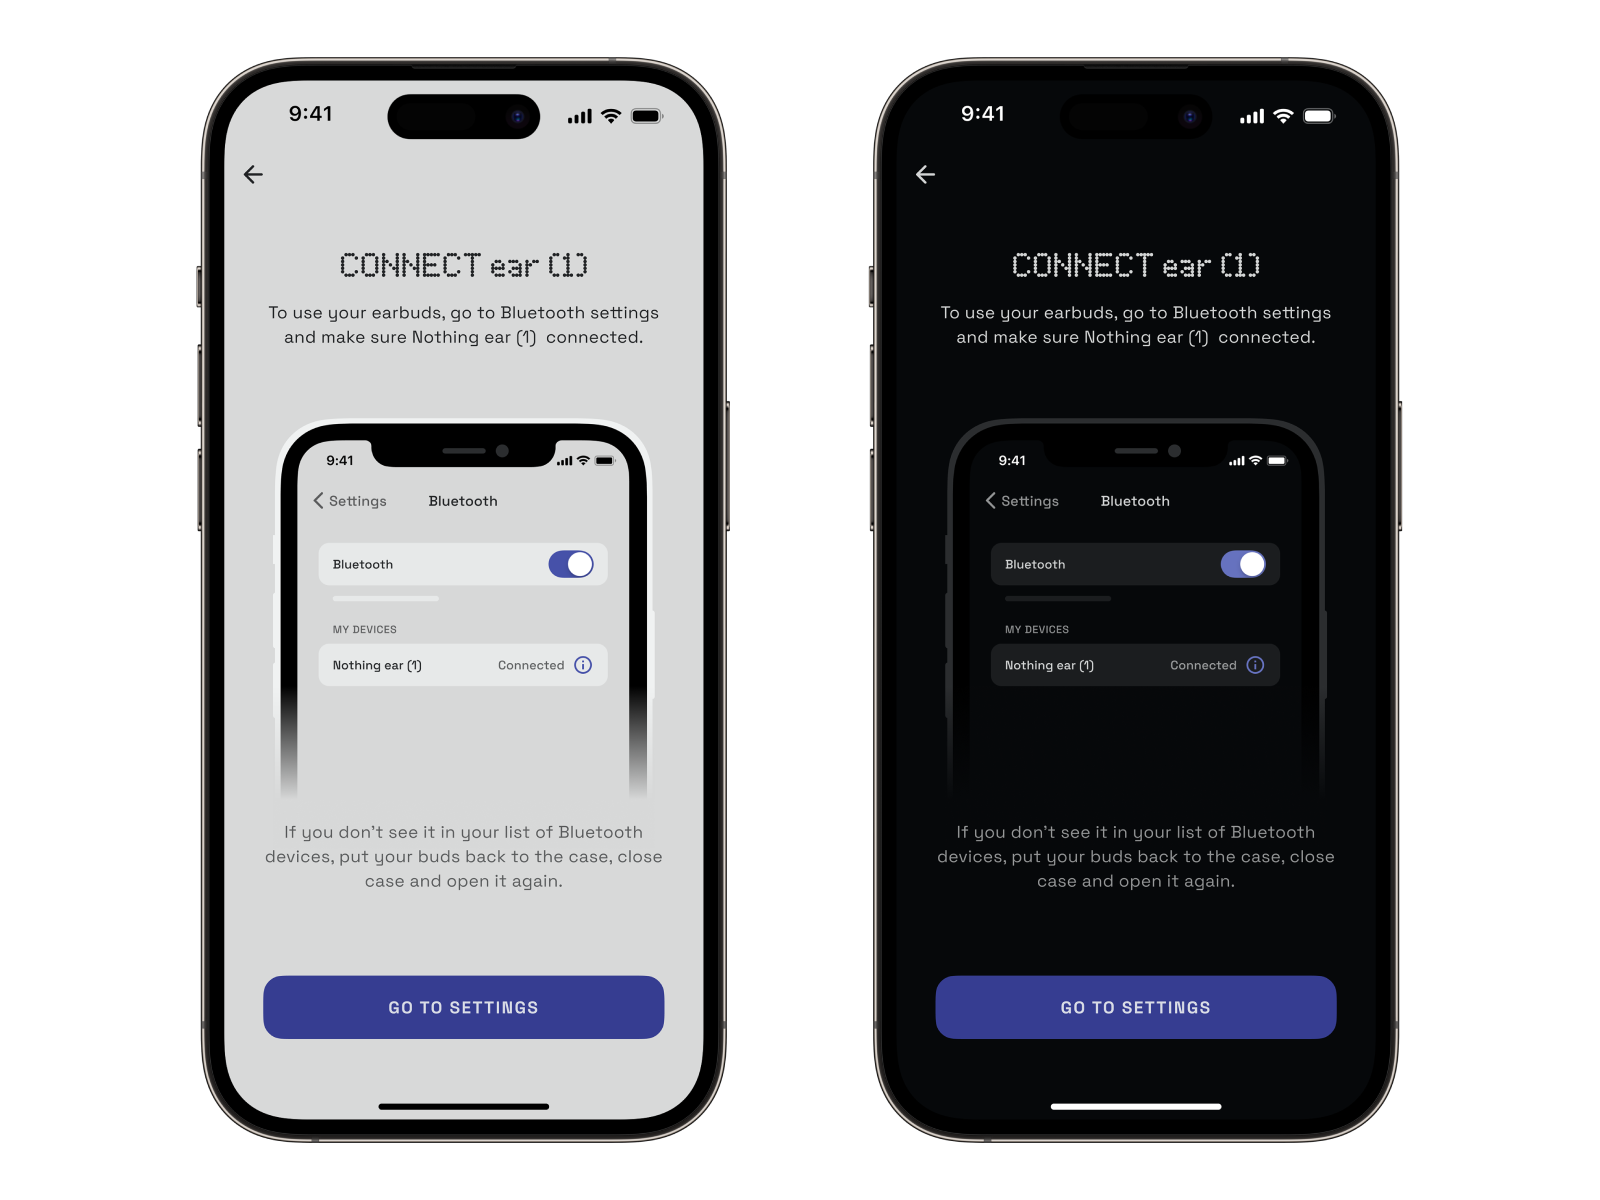 9:41
CONNECT ear (1)
To use your earbuds, go to Bluetooth settings
and make sure Nothing ear (1)  connected.
9:41
Settings
Bluetooth
Bluetooth
MY DEVICES
Nothing ear (1)
Connected
If you don't see it in your list of Bluetooth
devices, put your buds back to the case, close
case and open it again.
GO TO SETTINGS
9:41
CONNECT ear (1)
To use your earbuds, go to Bluetooth settings
and make sure Nothing ear (1)  connected.
9:41
Settings
Bluetooth
Bluetooth
MY DEVICES
Nothing ear (1)
Connected
If you don't see it in your list of Bluetooth
devices, put your buds back to the case, close
case and open it again.
GO TO SETTINGS